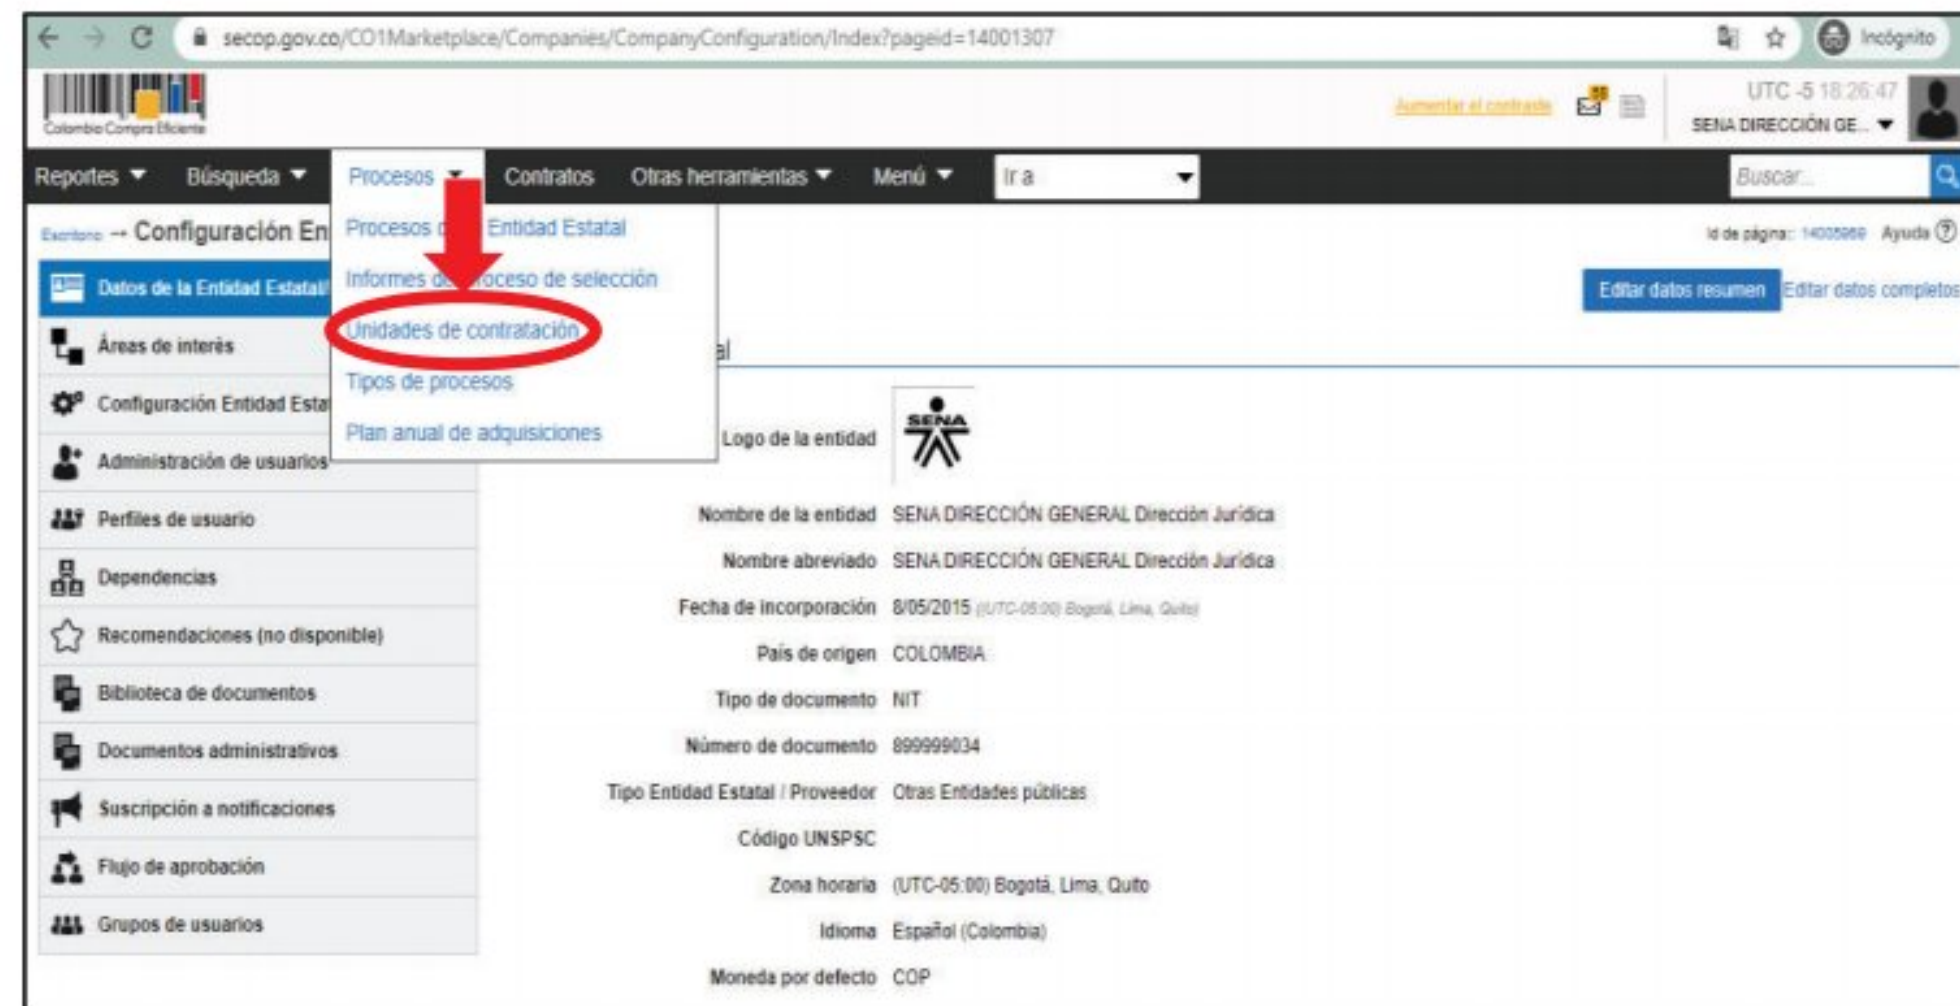 secop.gov.co/CO1Marketplace/Companies/CompanyConfiguration/Index?pageid=14001307
Incógnito
Colombia Compra Eficiente
Aumentar el contraste
UTC -5 18:26:47
SENA DIRECCIÓN GE...
Reportes Búsqueda Procesos Contratos Otras herramientas Menú Ir a Buscar...
Escritorio → Configuración En
Id de página: 14005969 Ayuda ?
Procesos Entidad Estatal
Informes de proceso de selección
Unidades de contratación
Tipos de procesos
Plan anual de adquisiciones
Editar datos resumen Editar datos completos
Datos de la Entidad Estatal/
Áreas de interés
Configuración Entidad Estat
Administración de usuarios
Perfiles de usuario
Dependencias
Recomendaciones (no disponible)
Biblioteca de documentos
Documentos administrativos
Suscripción a notificaciones
Flujo de aprobación
Grupos de usuarios
al
Logo de la entidad SENA
Nombre de la entidad SENA DIRECCIÓN GENERAL Dirección Jurídica
Nombre abreviado SENA DIRECCIÓN GENERAL Dirección Jurídica
Fecha de incorporación 8/05/2015 ((UTC-05:00) Bogotá, Lima, Quito)
País de origen COLOMBIA
Tipo de documento NIT
Número de documento 899999034
Tipo Entidad Estatal / Proveedor Otras Entidades públicas
Código UNSPSC
Zona horaria (UTC-05:00) Bogotá, Lima, Quito
Idioma Español (Colombia)
Moneda por defecto COP